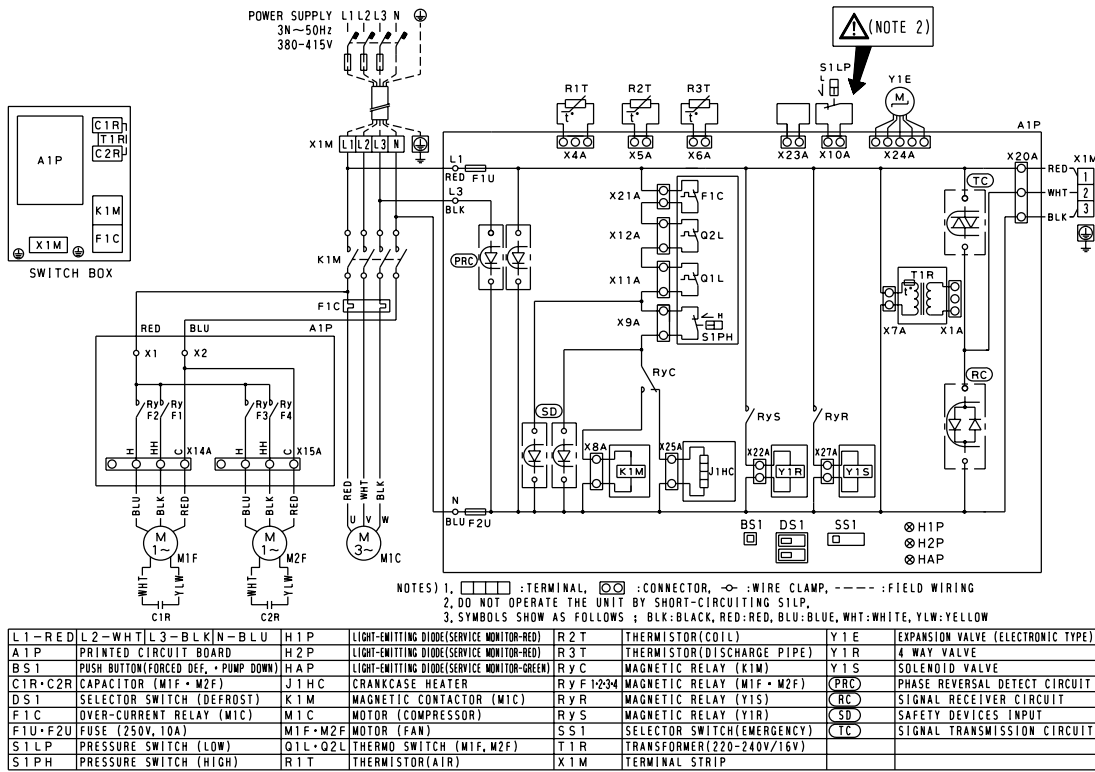 POWER SUPPLY L1 L2 L3 N
3N~50Hz
380-415V
⚠(NOTE 2)
S1LP
L
Y1E
M
R1T
R2T
R3T
t°
t°
t°
A1P
X4A
X5A
X6A
X23A
X10A
X24A
C1R
T1R
C2R
A1P
K1M
F1C
X1M
SWITCH BOX
X1M L1 L2 L3 N
L1
RED F1U
L3
BLK
X20A
X1M
RED
1
WHT
2
BLK
3
TC
X21A
F1C
X12A
Q2L
X11A
Q1L
X9A
H
S1PH
PRC
K1M
F1C
T1R
t°
X7A
X1A
RED
BLU
A1P
X1
X2
Ry F2
Ry F1
Ry F3
Ry F4
H
HH
C
X14A
H
HH
C
X15A
RyC
RC
SD
RyS
RyR
X8A
K1M
X25A
J1HC
X22A
Y1R
X27A
Y1S
BLU
BLK
RED
BLU
BLK
RED
RED
WHT
BLK
N
BLU F2U
U V W
M 1~
M1F
M 1~
M2F
M 3~
M1C
WHT
YLW
C1R
WHT
YLW
C2R
BS1
DS1
SS1
H1P
H2P
HAP
NOTES) 1, :TERMINAL, :CONNECTOR, :WIRE CLAMP, ---- :FIELD WIRING
2, DO NOT OPERATE THE UNIT BY SHORT-CIRCUITING S1LP,
3, SYMBOLS SHOW AS FOLLOWS ; BLK:BLACK, RED:RED, BLU:BLUE, WHT:WHITE, YLW:YELLOW
L1-RED L2-WHT L3-BLK N-BLU H1P LIGHT-EMITTING DIODE(SERVICE MONITOR-RED) R2T THERMISTOR(COIL) Y1E EXPANSION VALVE (ELECTRONIC TYPE)
A1P PRINTED CIRCUIT BOARD H2P LIGHT-EMITTING DIODE(SERVICE MONITOR-RED) R3T THERMISTOR(DISCHARGE PIPE) Y1R 4 WAY VALVE
BS1 PUSH BUTTON(FORCED DEF, • PUMP DOWN) HAP LIGHT-EMITTING DIODE(SERVICE MONITOR-GREEN) RyC MAGNETIC RELAY (K1M) Y1S SOLENOID VALVE
C1R•C2R CAPACITOR (M1F • M2F) J1HC CRANKCASE HEATER RyF1•2•3•4 MAGNETIC RELAY (M1F • M2F) PRC PHASE REVERSAL DETECT CIRCUIT
DS1 SELECTOR SWITCH (DEFROST) K1M MAGNETIC CONTACTOR (M1C) RyR MAGNETIC RELAY (Y1S) RC SIGNAL RECEIVER CIRCUIT
F1C OVER-CURRENT RELAY (M1C) M1C MOTOR (COMPRESSOR) RyS MAGNETIC RELAY (Y1R) SD SAFETY DEVICES INPUT
F1U•F2U FUSE (250V, 10A) M1F•M2F MOTOR (FAN) SS1 SELECTOR SWITCH(EMERGENCY) TC SIGNAL TRANSMISSION CIRCUIT
S1LP PRESSURE SWITCH (LOW) Q1L•Q2L THERMO SWITCH (M1F, M2F) T1R TRANSFORMER(220-240V/16V)
S1PH PRESSURE SWITCH (HIGH) R1T THERMISTOR(AIR) X1M TERMINAL STRIP